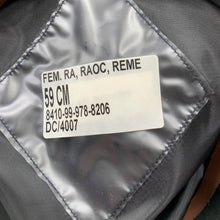 FEM. RA, RAOC, REME
59 CM
8410-99-978-8206
DC/4007